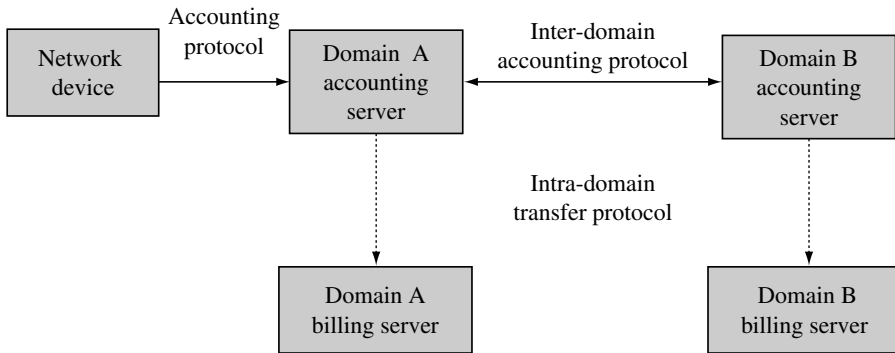 Accounting
protocol
Network
device
Domain A
accounting
server
Inter-domain
accounting protocol
Domain B
accounting
server
Intra-domain
transfer protocol
Domain A
billing server
Domain B
billing server